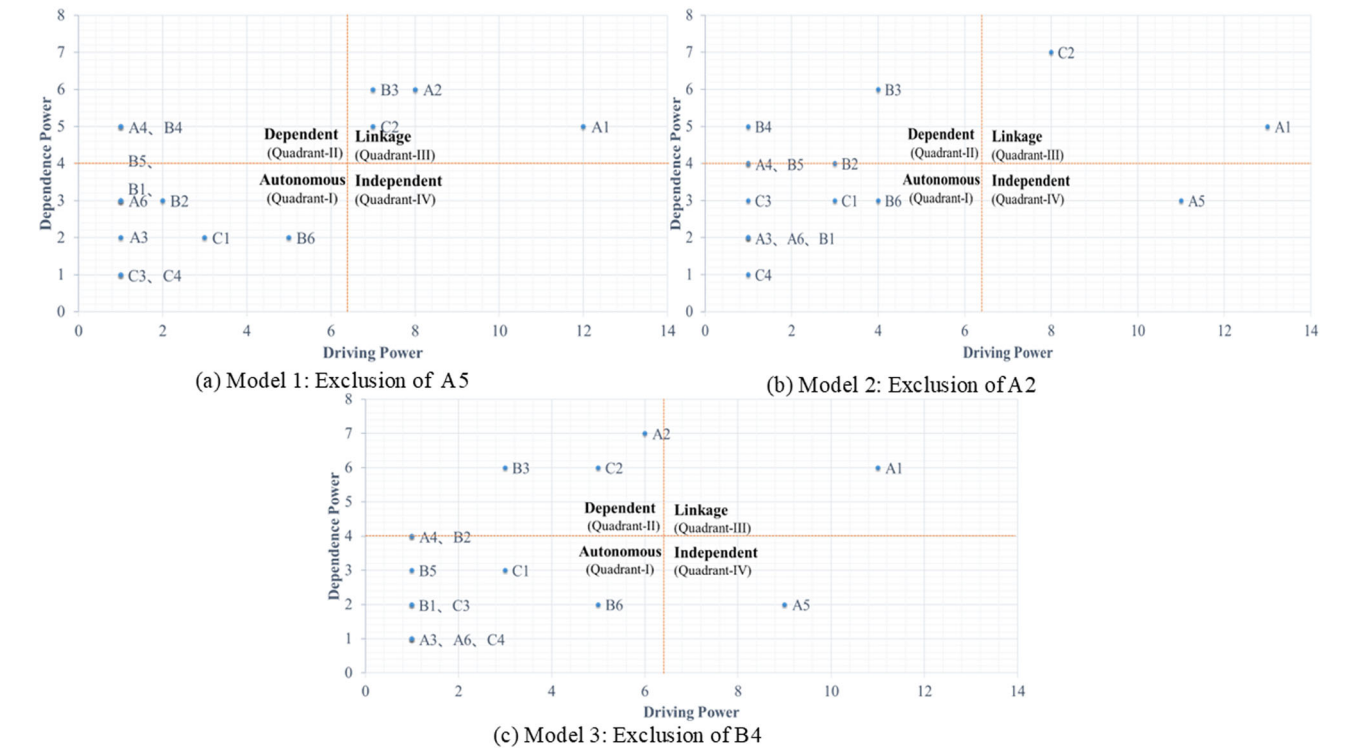 8
7
6
5
4
3
2
1
0
0 2 4 6 8 10 12 14
Dependence Power
Driving Power
B3 A2
A4、B4
C2
A1
Dependent
(Quadrant-II)
Linkage
(Quadrant-III)
B5、
B1、
A6 B2
Autonomous
(Quadrant-I)
Independent
(Quadrant-IV)
A3 C1 B6
C3、C4
(a) Model 1: Exclusion of A5
8
7
6
5
4
3
2
1
0
0 2 4 6 8 10 12 14
Dependence Power
Driving Power
C2
B3
B4
A1
Dependent
(Quadrant-II)
Linkage
(Quadrant-III)
A4、B5 B2
Autonomous
(Quadrant-I)
Independent
(Quadrant-IV)
C3 C1 B6 A5
A3、A6、B1
C4
(b) Model 2: Exclusion of A2
8
7
6
5
4
3
2
1
0
0 2 4 6 8 10 12 14
Dependence Power
Driving Power
A2
B3 C2 A1
Dependent
(Quadrant-II)
Linkage
(Quadrant-III)
A4、B2
Autonomous
(Quadrant-I)
Independent
(Quadrant-IV)
B5 C1
B1、C3 B6 A5
A3、A6、C4
(c) Model 3: Exclusion of B4